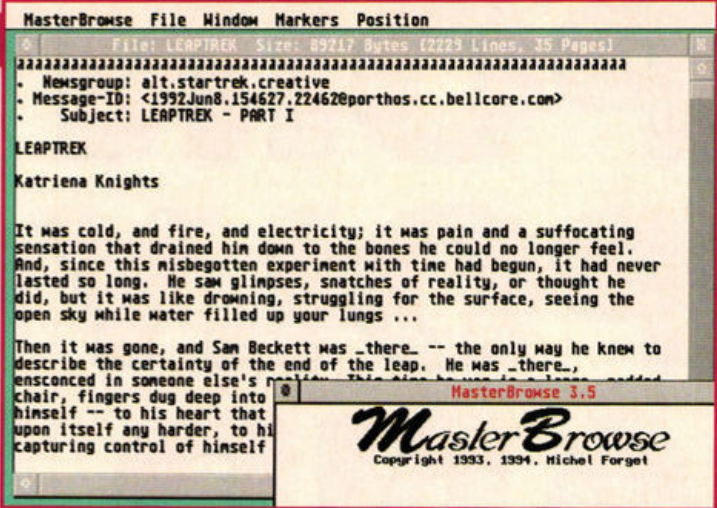 MasterBrowse File Window Markers Position
File: LEAPTREK Size: 89217 Bytes [2229 Lines, 35 Pages]
. Newsgroup: alt.startrek.creative
. Message-ID: <1992Jun8.154627.22462@porthos.cc.bellcore.com>
. Subject: LEAPTREK - PART I
LEAPTREK
Katriena Knights
It was cold, and fire, and electricity; it was pain and a suffocating
sensation that drained him down to the bones he could no longer feel.
And, since this misbegotten experiment with time had begun, it had never
lasted so long. He saw glimpses, snatches of reality, or thought he
did, but it was like drowning, struggling for the surface, seeing the
open sky while water filled up your lungs ...
Then it was gone, and Sam Beckett was _there_ -- the only way he knew to
describe the certainty of the end of the leap. He was _there_,
ensconced in someone else's
chair, fingers dug deep into
himself -- to his heart that
upon itself any harder, to hi
capturing control of himself
MasterBrowse 3.5
MasterBrowse
Copyright 1993, 1994, Michel Forget